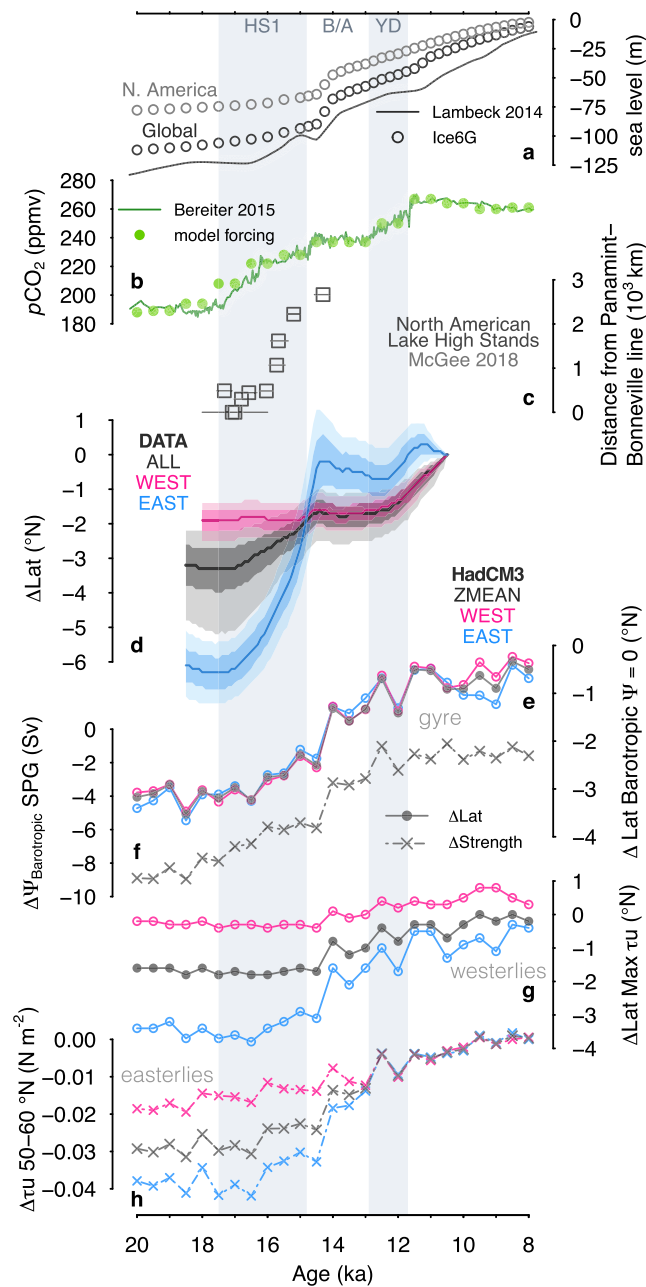 HS1 B/A YD
0
−25
−50
−75
−100
−125
sea level (m)
N. America
Global
Lambeck 2014
Ice6G
a
280
260
240
220
200
180
pCO2 (ppmv)
Bereiter 2015
model forcing
b
3
2
1
0
Distance from Panamint–
Bonneville line (10³ km)
North American
Lake High Stands
McGee 2018
c
1
0
−1
−2
−3
−4
−5
−6
ΔLat (°N)
DATA
ALL
WEST
EAST
d
HadCM3
ZMEAN
WEST
EAST
0
−1
−2
−3
−4
Δ Lat Barotropic Ψ = 0 (°N)
e
gyre
0
−2
−4
−6
−8
−10
ΔΨBarotropic SPG (Sv)
f
ΔLat
ΔStrength
1
0
−1
−2
−3
−4
ΔLat Max τu (°N)
g
westerlies
0.00
−0.01
−0.02
−0.03
−0.04
Δτu 50–60 °N (N m⁻²)
easterlies
h
20 18 16 14 12 10 8
Age (ka)